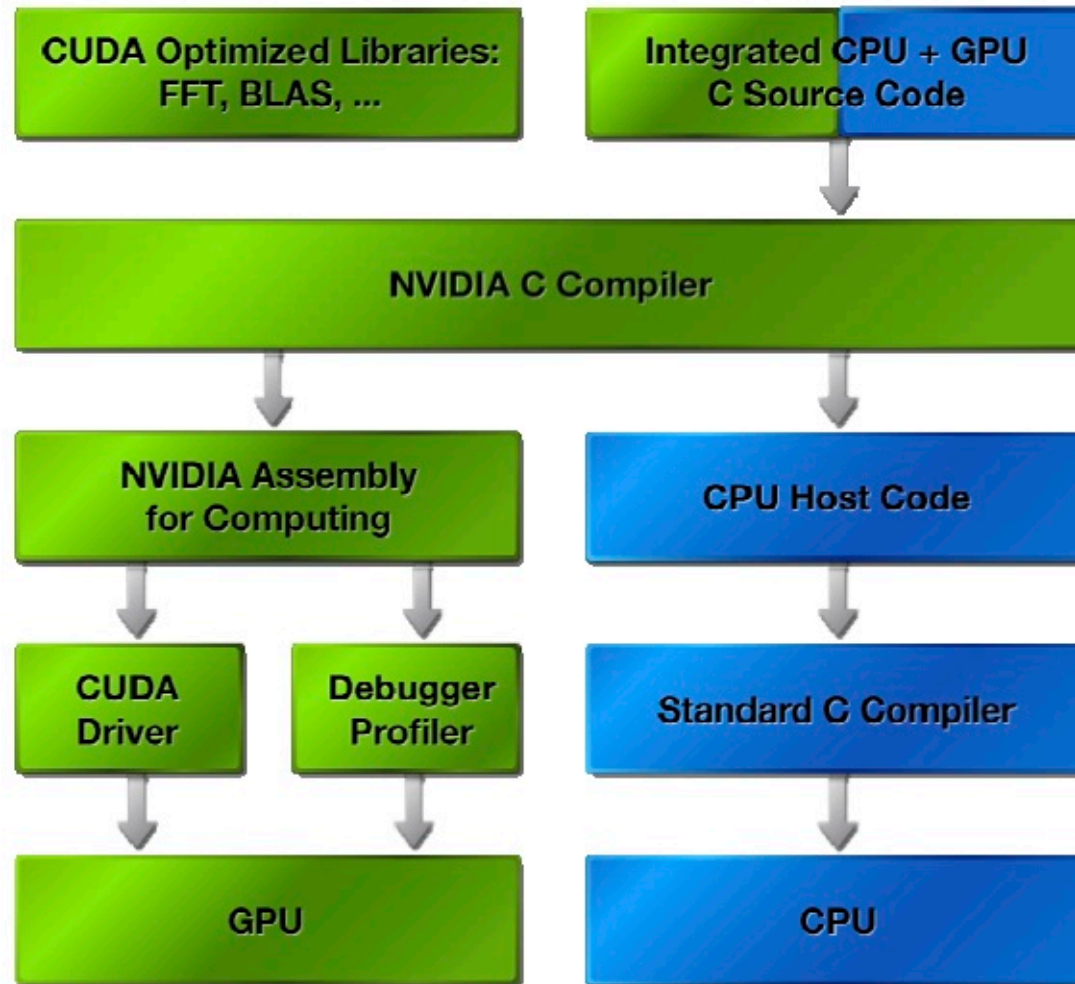 CUDA Optimized Libraries:
FFT, BLAS, ...
Integrated CPU + GPU
C Source Code
NVIDIA C Compiler
NVIDIA Assembly
for Computing
CPU Host Code
CUDA
Driver
Debugger
Profiler
Standard C Compiler
GPU
CPU